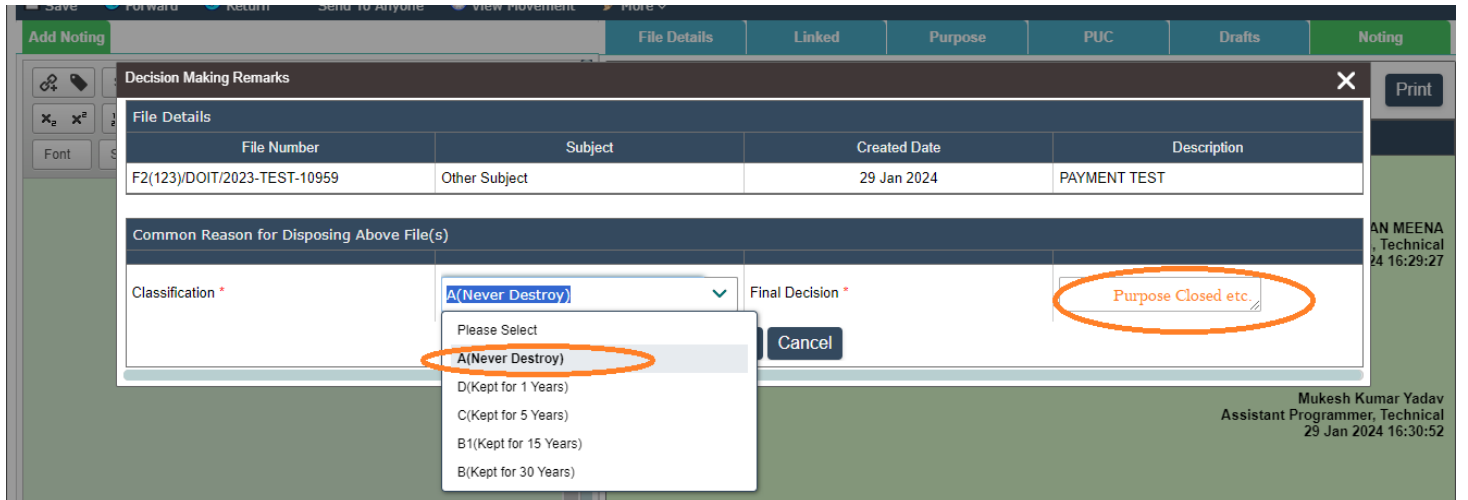 Save Forward Return Send To Anyone View Movement More
Add Noting File Details Linked Purpose PUC Drafts Noting
Decision Making Remarks
Print
File Details
File Number Subject Created Date Description
Font
F2(123)/DOIT/2023-TEST-10959 Other Subject 29 Jan 2024 PAYMENT TEST
Common Reason for Disposing Above File(s)
AN MEENA
, Technical
24 16:29:27
Classification * A(Never Destroy) Final Decision * Purpose Closed etc.
Please Select
Cancel
A(Never Destroy)
D(Kept for 1 Years)
C(Kept for 5 Years)
B1(Kept for 15 Years)
B(Kept for 30 Years)
Mukesh Kumar Yadav
Assistant Programmer, Technical
29 Jan 2024 16:30:52